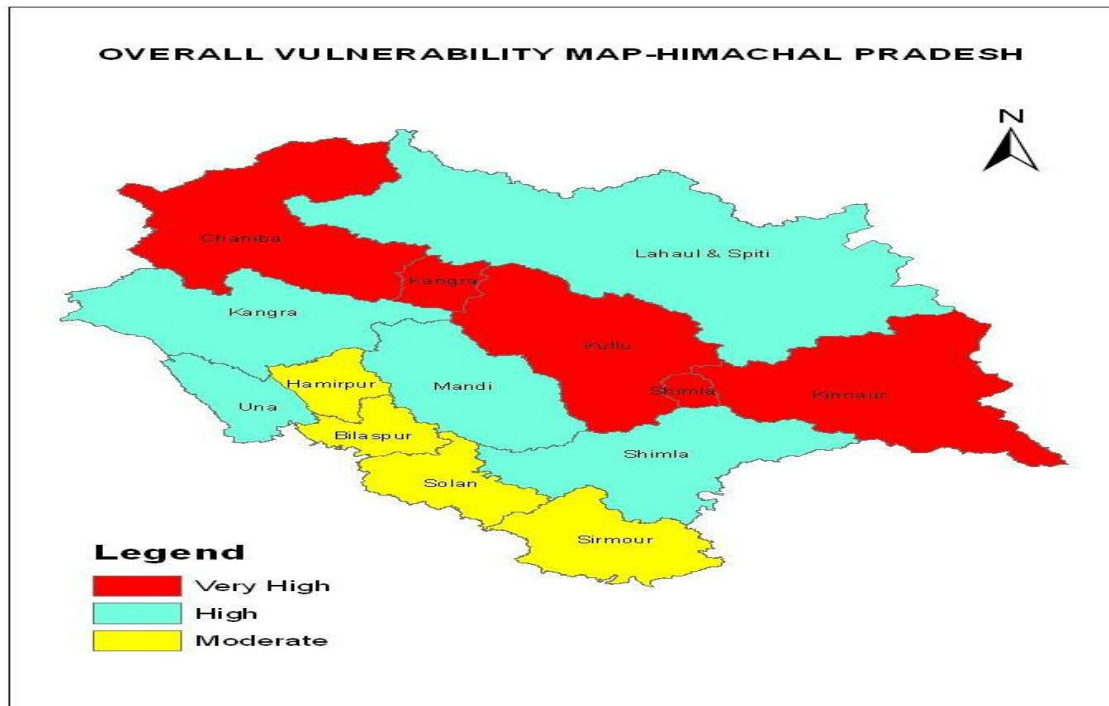 OVERALL VULNERABILITY MAP-HIMACHAL PRADESH
N
Chamba
Lahaul & Spiti
Kangra
Kangra
Kullu
Hamirpur
Mandi
Shimla
Kinnaur
Una
Bilaspur
Shimla
Solan
Sirmour
Legend
Very High
High
Moderate